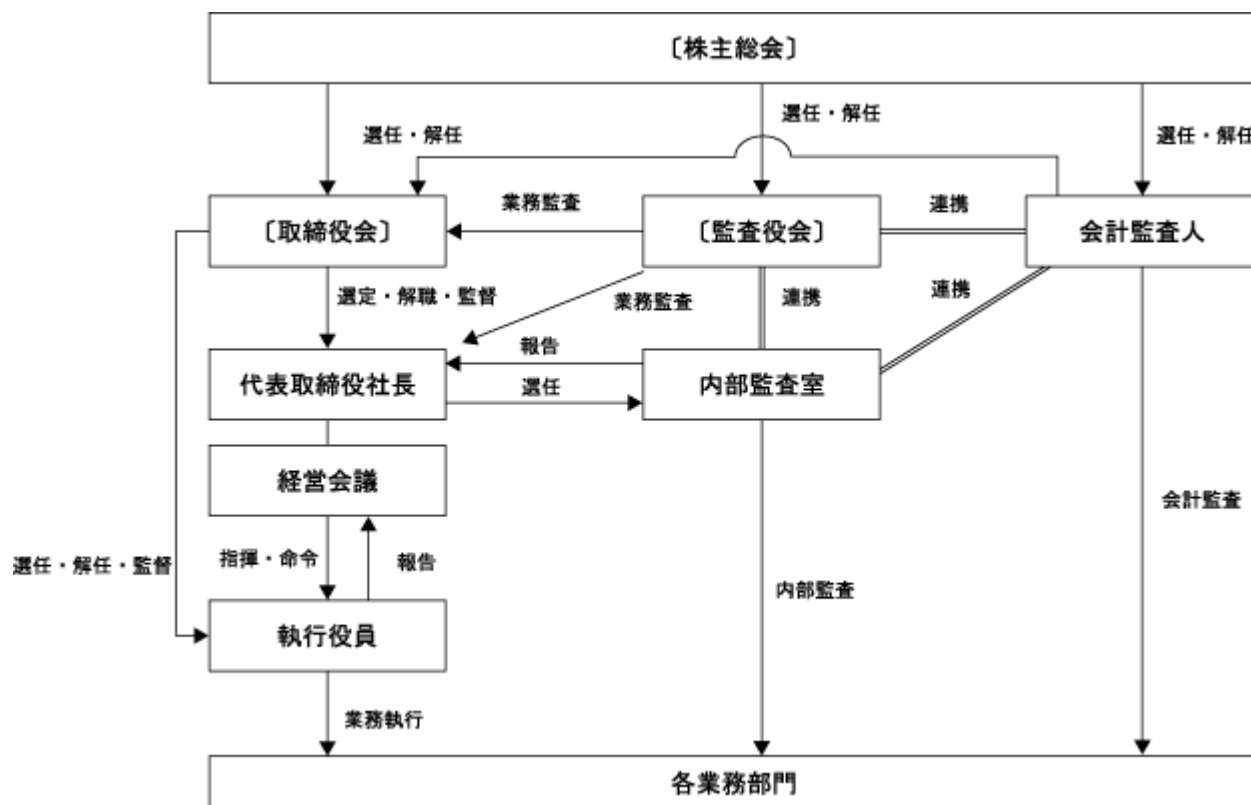 〔株主総会〕
選任・解任
選任・解任
選任・解任
〔取締役会〕
業務監査
〔監査役会〕
連携
会計監査人
選定・解職・監督
業務監査
連携
連携
代表取締役社長
報告
選任
内部監査室
経営会議
会計監査
選任・解任・監督
指揮・命令
報告
内部監査
執行役員
業務執行
各業務部門